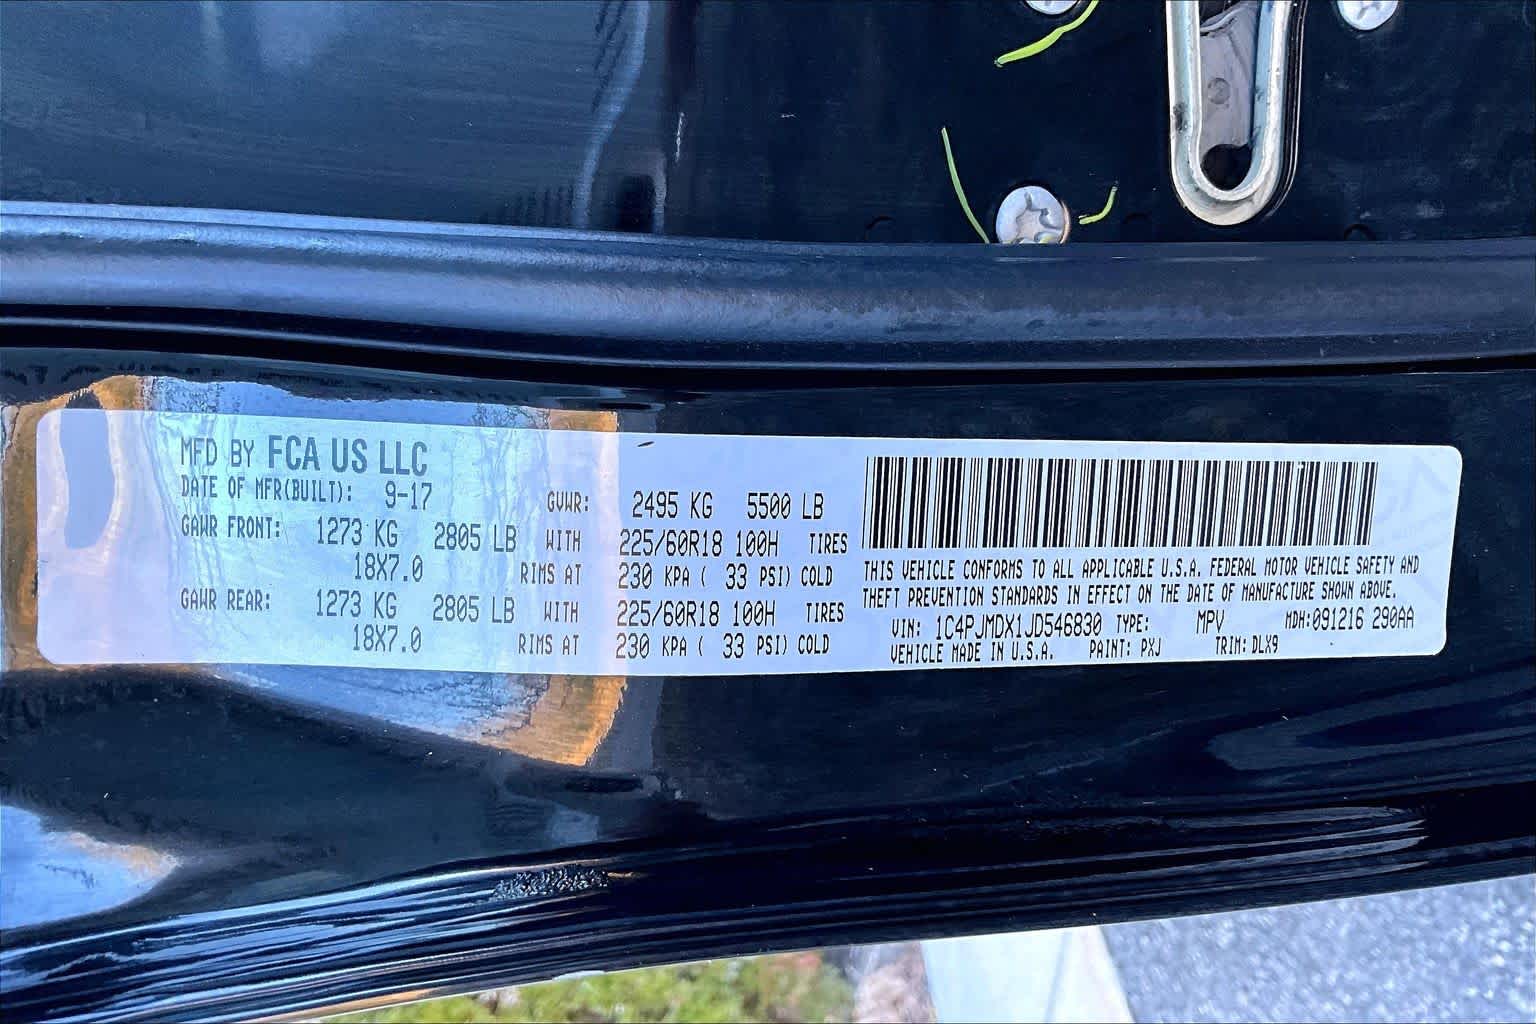 MFD BY FCA US LLC
DATE OF MFR(BUILT): 9-17
GVWR: 2495 KG 5500 LB
GAWR FRONT: 1273 KG 2805 LB WITH 225/60R18 100H TIRES
18X7.0 RIMS AT 230 KPA ( 33 PSI) COLD
GAWR REAR: 1273 KG 2805 LB WITH 225/60R18 100H TIRES
18X7.0 RIMS AT 230 KPA ( 33 PSI) COLD
THIS VEHICLE CONFORMS TO ALL APPLICABLE U.S.A. FEDERAL MOTOR VEHICLE SAFETY AND
THEFT PREVENTION STANDARDS IN EFFECT ON THE DATE OF MANUFACTURE SHOWN ABOVE.
VIN: 1C4PJMDX1JD546830 TYPE: MPV MDH:091216 290AA
VEHICLE MADE IN U.S.A. PAINT: PXJ TRIM: DLX9